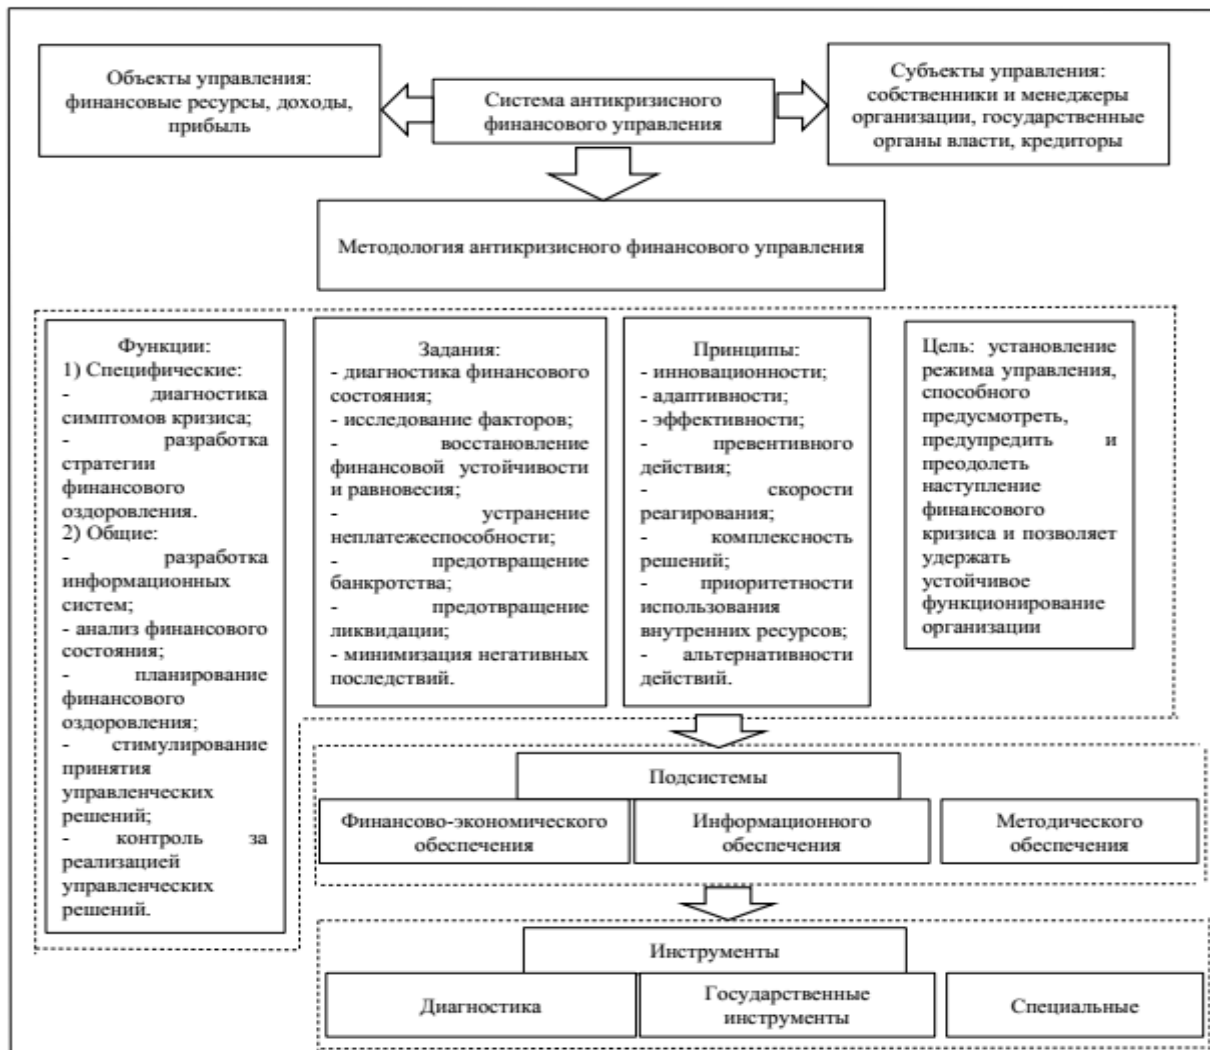 Объекты управления:
финансовые ресурсы, доходы,
прибыль
Система антикризисного
финансового управления
Субъекты управления:
собственники и менеджеры
организации, государственные
органы власти, кредиторы
Методология антикризисного финансового управления
Функции:
1) Специфические:
- диагностика
симптомов кризиса;
- разработка
стратегии
финансового
оздоровления.
2) Общие:
- разработка
информационных
систем;
- анализ финансового
состояния;
- планирование
финансового
оздоровления;
- стимулирование
принятия
управленческих
решений;
- контроль за
реализацией
управленческих
решений.
Задания:
- диагностика финансового
состояния;
- исследование факторов;
- восстановление
финансовой устойчивости
и равновесия;
- устранение
неплатежеспособности;
- предотвращение
банкротства;
- предотвращение
ликвидации;
- минимизация негативных
последствий.
Принципы:
- инновационности;
- адаптивности;
- эффективности;
- превентивного
действия;
- скорости
реагирования;
- комплексность
решений;
- приоритетности
использования
внутренних ресурсов;
- альтернативности
действий.
Цель: установление
режима управления,
способного
предусмотреть,
предупредить и
преодолеть
наступление
финансового
кризиса и позволяет
удержать
устойчивое
функционирование
организации
Подсистемы
Финансово-экономического
обеспечения
Информационного
обеспечения
Методического
обеспечения
Инструменты
Диагностика
Государственные
инструменты
Специальные